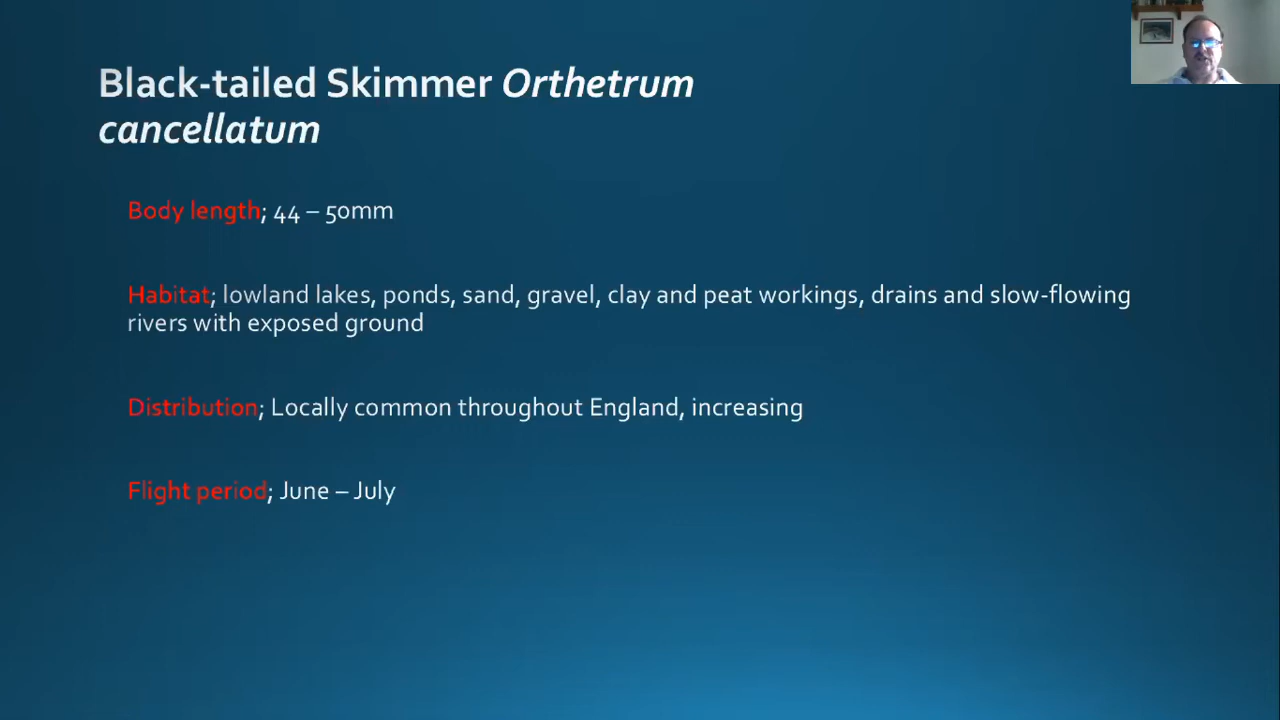 Black-tailed Skimmer Orthetrum
cancellatum
Body length; 44 – 50mm
Habitat; lowland lakes, ponds, sand, gravel, clay and peat workings, drains and slow-flowing
rivers with exposed ground
Distribution; Locally common throughout England, increasing
Flight period; June – July